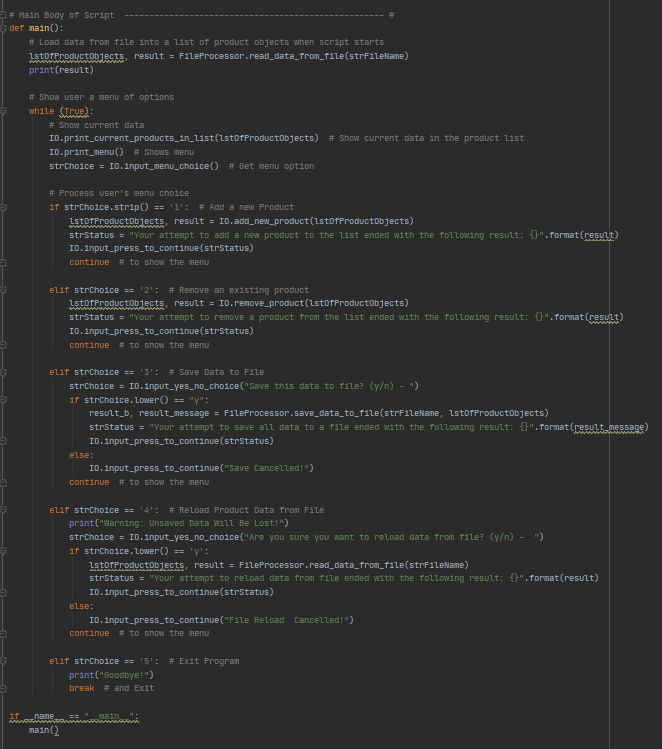 # Main Body of Script  ---------------------------------------------------- #
def main():
    # Load data from file into a list of product objects when script starts
    lstOfProductObjects, result = FileProcessor.read_data_from_file(strFileName)
    print(result)

    # Show user a menu of options
    while (True):
        # Show current data
        IO.print_current_products_in_list(lstOfProductObjects)  # Show current data in the product list
        IO.print_menu()  # Shows menu
        strChoice = IO.input_menu_choice()  # Get menu option

        # Process user's menu choice
        if strChoice.strip() == '1':  # Add a new Product
            lstOfProductObjects, result = IO.add_new_product(lstOfProductObjects)
            strStatus = "Your attempt to add a new product to the list ended with the following result: {}".format(result)
            IO.input_press_to_continue(strStatus)
            continue  # to show the menu

        elif strChoice == '2':  # Remove an existing product
            lstOfProductObjects, result = IO.remove_product(lstOfProductObjects)
            strStatus = "Your attempt to remove a product from the list ended with the following result: {}".format(result)
            IO.input_press_to_continue(strStatus)
            continue  # to show the menu

        elif strChoice == '3':  # Save Data to File
            strChoice = IO.input_yes_no_choice("Save this data to file? (y/n) - ")
            if strChoice.lower() == "y":
                result_b, result_message = FileProcessor.save_data_to_file(strFileName, lstOfProductObjects)
                strStatus = "Your attempt to save all data to a file ended with the following result: {}".format(result_message)
                IO.input_press_to_continue(strStatus)
            else:
                IO.input_press_to_continue("Save Cancelled!")
            continue  # to show the menu

        elif strChoice == '4':  # Reload Product Data from File
            print("Warning: Unsaved Data Will Be Lost!")
            strChoice = IO.input_yes_no_choice("Are you sure you want to reload data from file? (y/n) -  ")
            if strChoice.lower() == 'y':
                lstOfProductObjects, result = FileProcessor.read_data_from_file(strFileName)
                strStatus = "Your attempt to reload data from file ended with the following result: {}".format(result)
                IO.input_press_to_continue(strStatus)
            else:
                IO.input_press_to_continue("File Reload  Cancelled!")
            continue  # to show the menu

        elif strChoice == '5':  # Exit Program
            print("Goodbye!")
            break  # and Exit

if __name__ == "__main__":
    main()